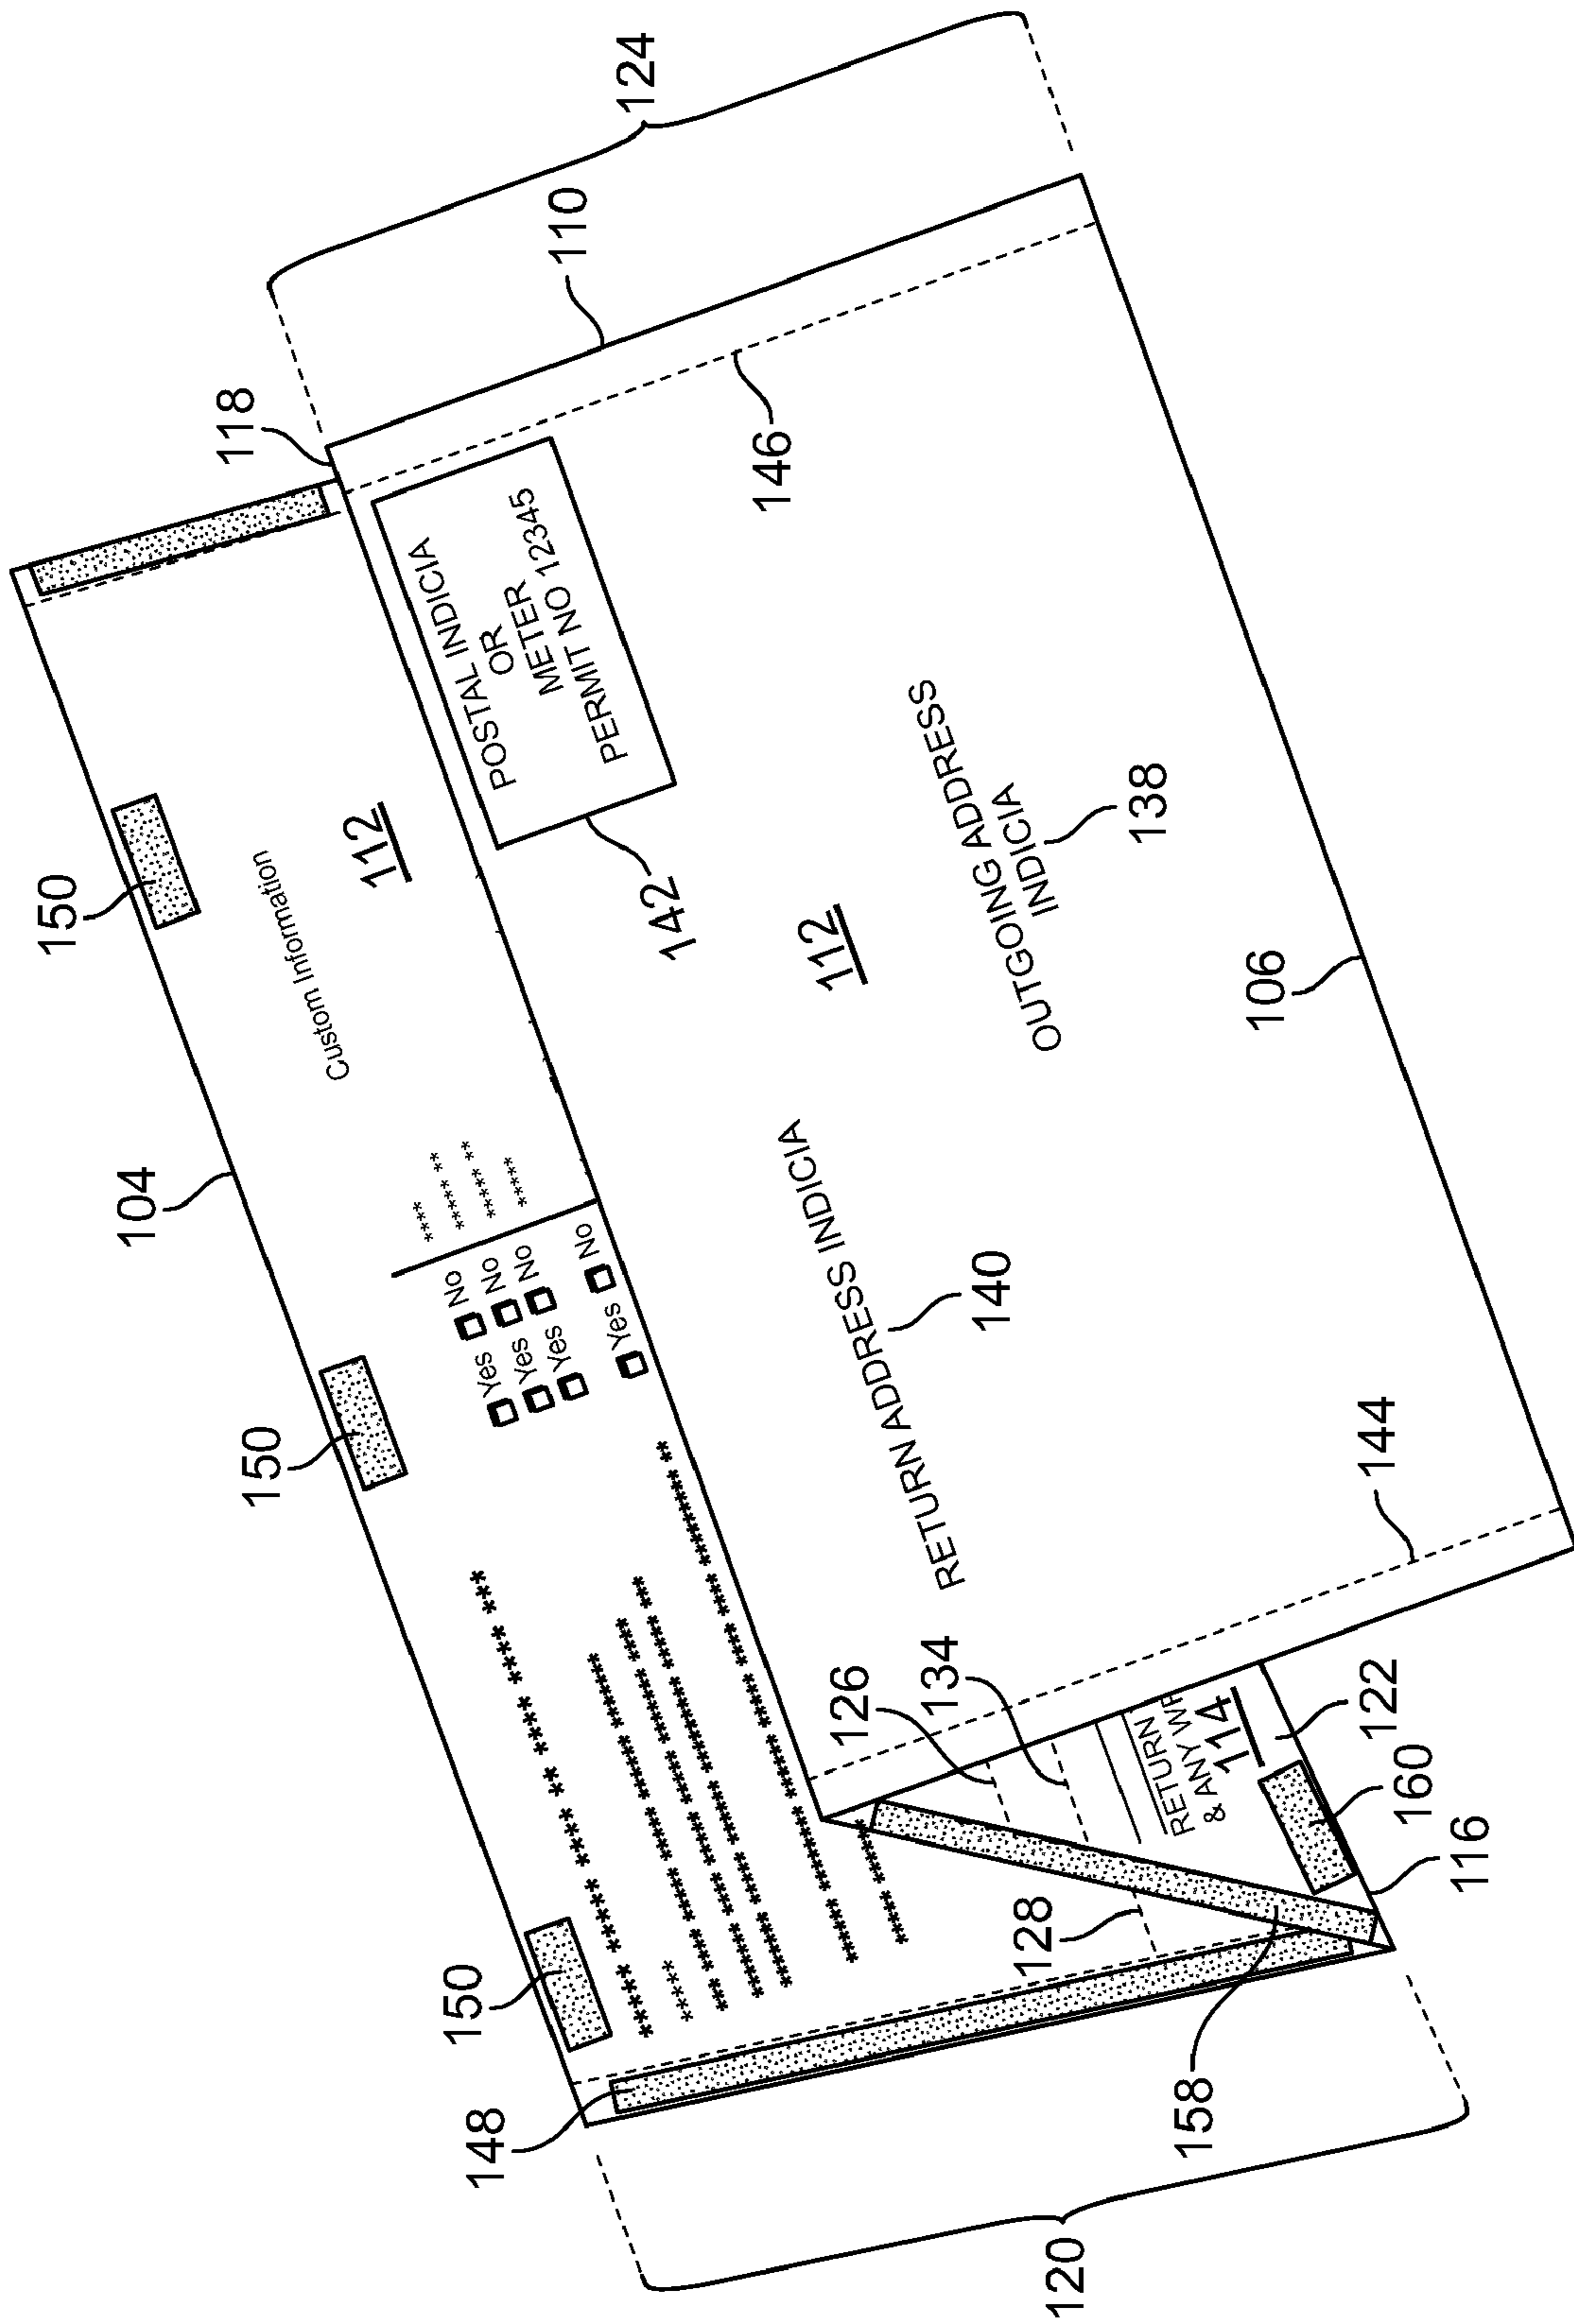 104
150
150
150
118
110
124
Custom Information
112
****
***** **
***** **
*****
Yes No
Yes No
Yes No
Yes No
148
120
POSTAL INDICIA
OR
METER
PERMIT NO 12345
142
146
112
RETURN ADDRESS INDICIA
140
OUTGOING ADDRESS
INDICIA
138
106
144
126
134
128
RETURN
& ANY WR
114
122
160
116
158